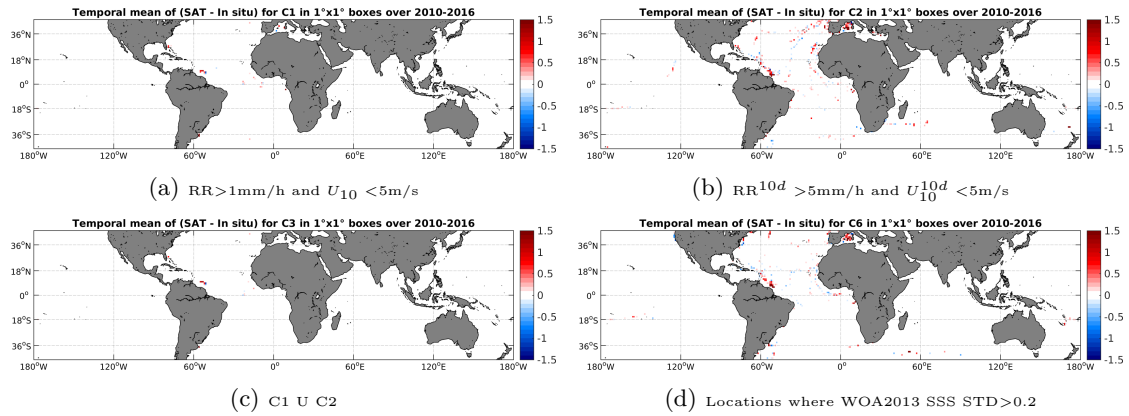 Temporal mean of (SAT - In situ) for C1 in 1°x1° boxes over 2010-2016
36°N
18°N
0°
18°S
36°S
180°W 120°W 60°W 0° 60°E 120°E 180°W
1.5
1
0.5
0
-0.5
-1
-1.5
(a) RR>1mm/h and U10 <5m/s
Temporal mean of (SAT - In situ) for C2 in 1°x1° boxes over 2010-2016
36°N
18°N
0°
18°S
36°S
180°W 120°W 60°W 0° 60°E 120°E 180°W
1.5
1
0.5
0
-0.5
-1
-1.5
(b) RR^10d >5mm/h and U10^10d <5m/s
Temporal mean of (SAT - In situ) for C3 in 1°x1° boxes over 2010-2016
36°N
18°N
0°
18°S
36°S
180°W 120°W 60°W 0° 60°E 120°E 180°W
1.5
1
0.5
0
-0.5
-1
-1.5
(c) C1 U C2
Temporal mean of (SAT - In situ) for C6 in 1°x1° boxes over 2010-2016
36°N
18°N
0°
18°S
36°S
180°W 120°W 60°W 0° 60°E 120°E 180°W
1.5
1
0.5
0
-0.5
-1
-1.5
(d) Locations where WOA2013 SSS STD>0.2